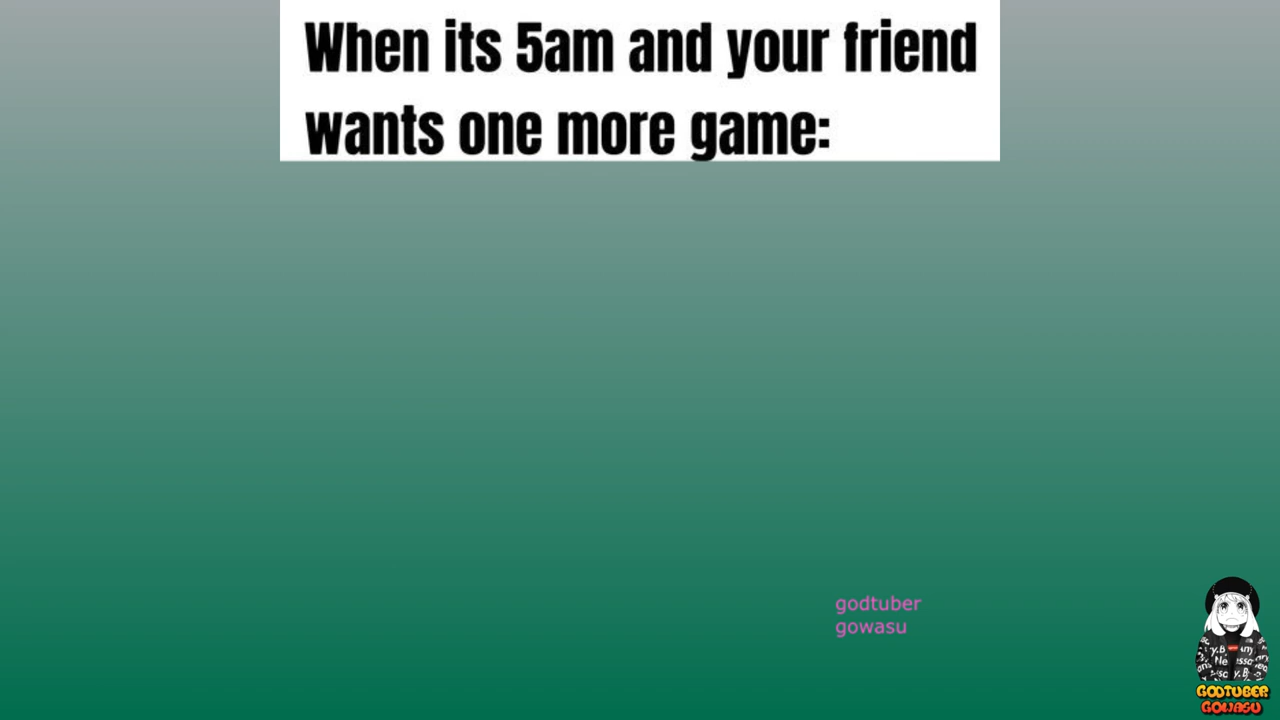 When its 5am and your friend
wants one more game:
godtuber
gowasu
GODTUBER
GOWASU